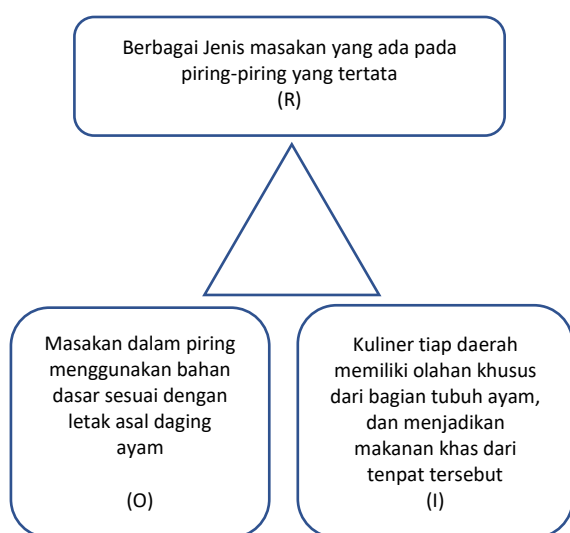 Berbagai Jenis masakan yang ada pada
piring-piring yang tertata
(R)
Masakan dalam piring
menggunakan bahan
dasar sesuai dengan
letak asal daging
ayam
(O)
Kuliner tiap daerah
memiliki olahan khusus
dari bagian tubuh ayam,
dan menjadikan
makanan khas dari
tenpat tersebut
(I)